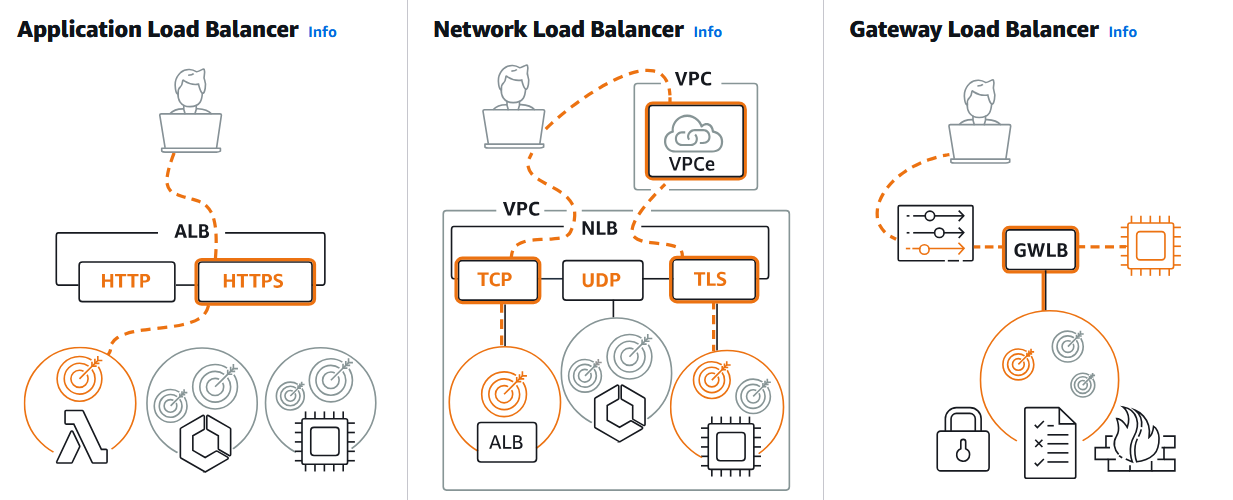 Application Load Balancer Info
ALB
HTTP
HTTPS
Network Load Balancer Info
VPC
VPCe
VPC
NLB
TCP
UDP
TLS
ALB
Gateway Load Balancer Info
GWLB